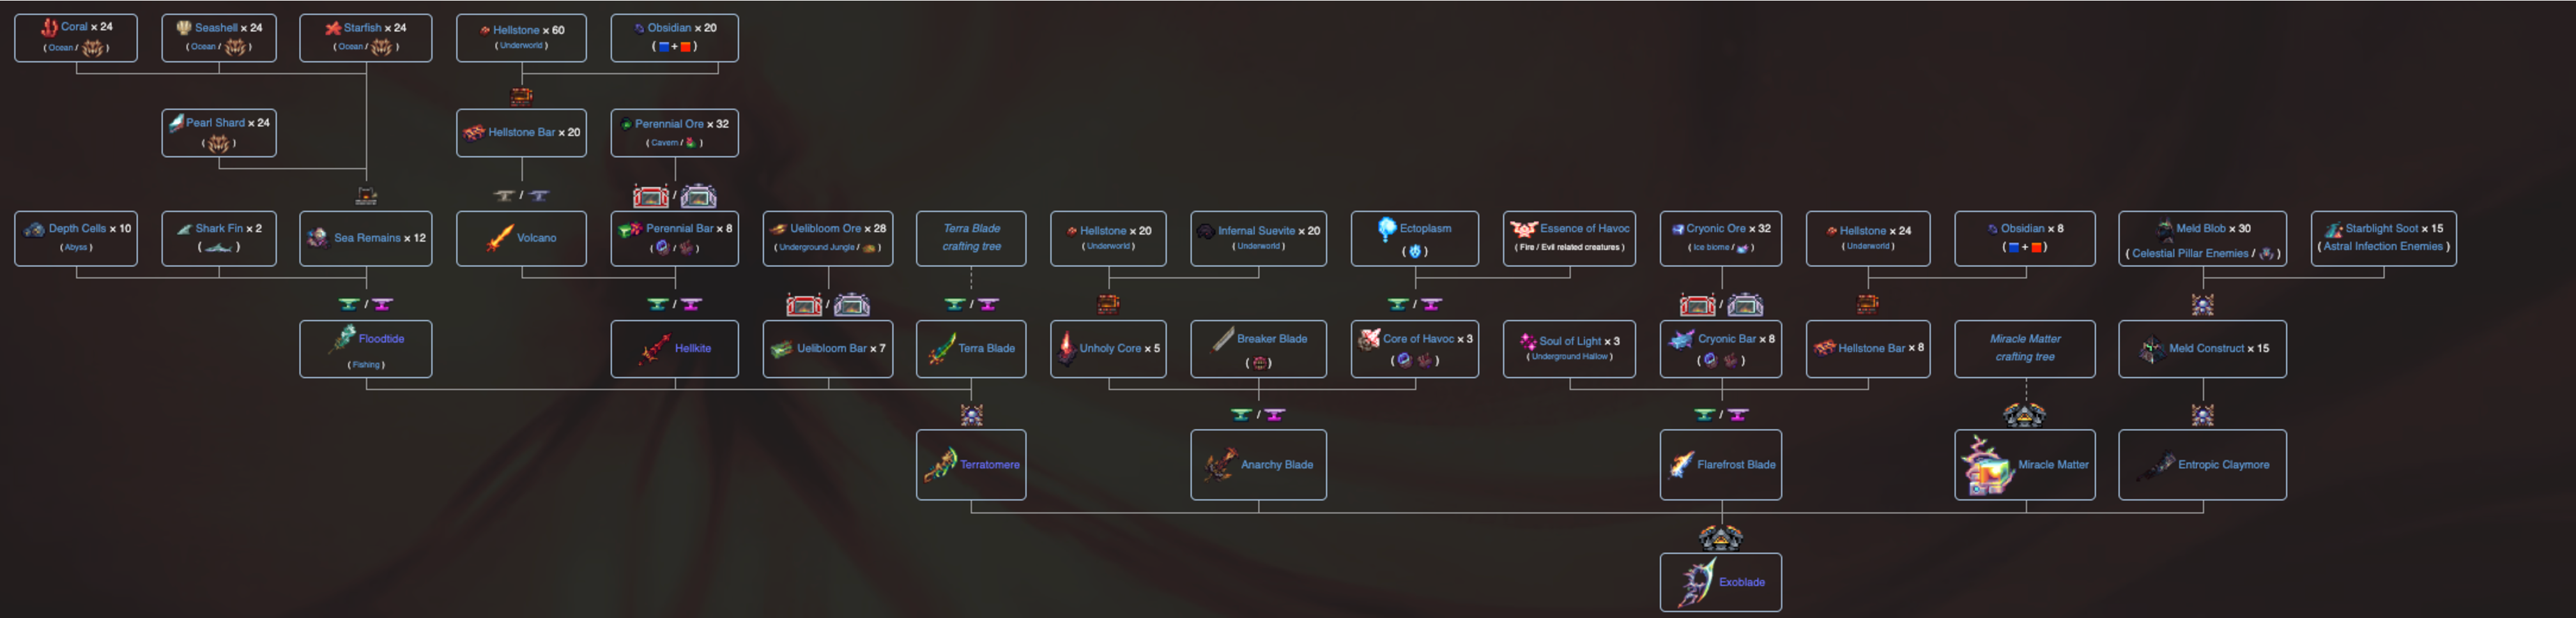 Coral × 24
( Ocean / )
Seashell × 24
( Ocean / )
Starfish × 24
( Ocean / )
Hellstone × 60
( Underworld )
Obsidian × 20
( + )
Pearl Shard × 24
( )
Hellstone Bar × 20
Perennial Ore × 32
( Cavern / )
/
/
Depth Cells × 10
( Abyss )
Shark Fin × 2
( )
Sea Remains × 12
Volcano
Perennial Bar × 8
( / )
Uelibloom Ore × 28
( Underground Jungle / )
Terra Blade
crafting tree
Hellstone × 20
( Underworld )
Infernal Suevite × 20
( Underworld )
Ectoplasm
( )
Essence of Havoc
( Fire / Evil related creatures )
Cryonic Ore × 32
( Ice biome / )
Hellstone × 24
( Underworld )
Obsidian × 8
( + )
Meld Blob × 30
( Celestial Pillar Enemies / )
Starblight Soot × 15
( Astral Infection Enemies )
/
/
/
/
/
/
Floodtide
( Fishing )
Hellkite
Uelibloom Bar × 7
Terra Blade
Unholy Core × 5
Breaker Blade
( )
Core of Havoc × 3
( / )
Soul of Light × 3
( Underground Hallow )
Cryonic Bar × 8
( / )
Hellstone Bar × 8
Miracle Matter
crafting tree
Meld Construct × 15
/
/
Terratomere
Anarchy Blade
Flarefrost Blade
Miracle Matter
Entropic Claymore
Exoblade